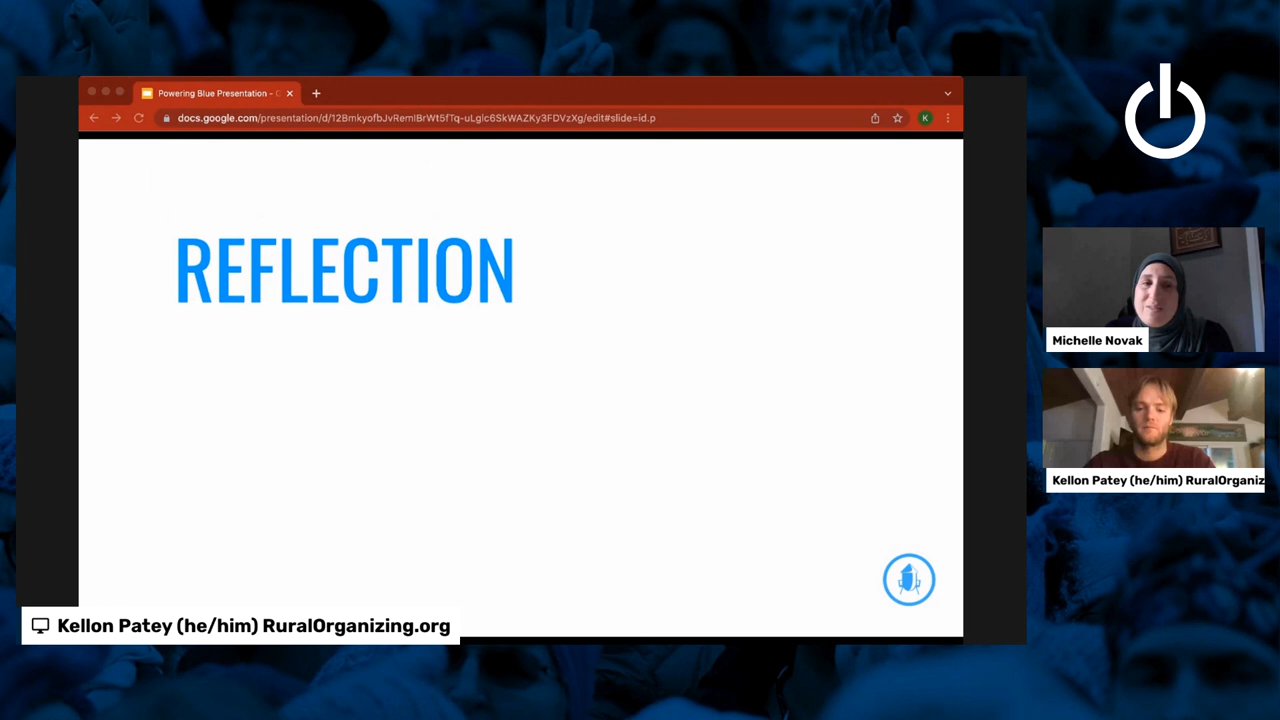 Powering Blue Presentation - G
docs.google.com/presentation/d/12BmkyofbJvRemIBrWt5fTq-uLglc6SkWAZKy3FDVzXg/edit#slide=id.p
K
REFLECTION
Michelle Novak
Kellon Patey (he/him) RuralOrganiz
Kellon Patey (he/him) RuralOrganizing.org